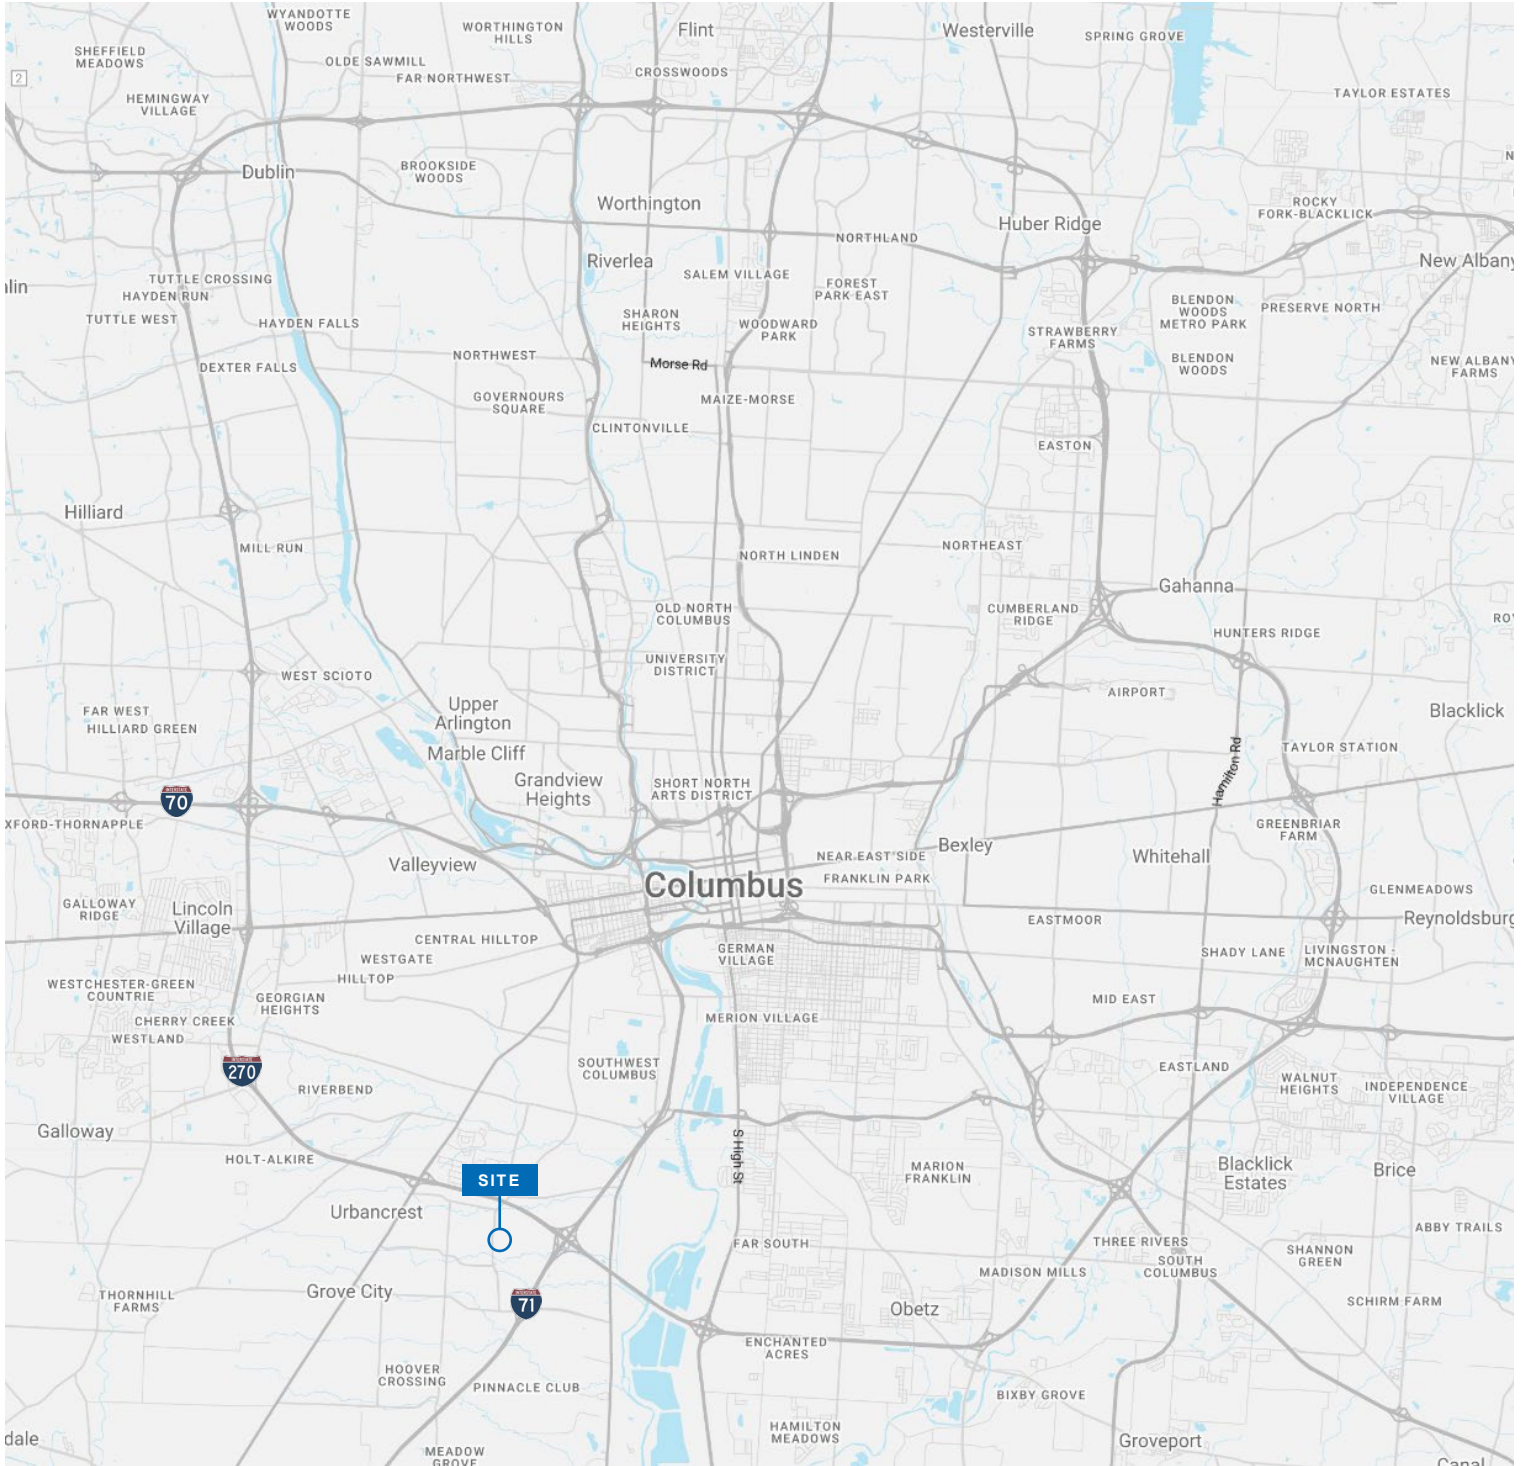 WYANDOTTE
WOODS
WORTHINGTON
HILLS
Flint
Westerville
SPRING GROVE
SHEFFIELD
MEADOWS
OLDE SAWMILL
FAR NORTHWEST
CROSSWOODS
2
HEMINGWAY
VILLAGE
TAYLOR ESTATES
Dublin
BROOKSIDE
WOODS
Worthington
ROCKY
FORK-BLACKLICK
Huber Ridge
NORTHLAND
Riverlea
SALEM VILLAGE
New Albany
TUTTLE CROSSING
HAYDEN RUN
lin
FOREST
PARK EAST
TUTTLE WEST
HAYDEN FALLS
SHARON
HEIGHTS
WOODWARD
PARK
BLENDON
WOODS
METRO PARK
PRESERVE NORTH
STRAWBERRY
FARMS
NORTHWEST
Morse Rd
DEXTER FALLS
BLENDON
WOODS
NEW ALBANY
FARMS
GOVERNOURS
SQUARE
MAIZE-MORSE
CLINTONVILLE
EASTON
Hilliard
MILL RUN
NORTH LINDEN
NORTHEAST
Gahanna
OLD NORTH
COLUMBUS
CUMBERLAND
RIDGE
HUNTERS RIDGE
RO
UNIVERSITY
DISTRICT
WEST SCIOTO
AIRPORT
FAR WEST
HILLIARD GREEN
Upper
Arlington
Blacklick
Marble Cliff
TAYLOR STATION
Hamilton Rd
Grandview
Heights
SHORT NORTH
ARTS DISTRICT
INTERSTATE
70
XFORD-THORNAPPLE
GREENBRIAR
FARM
Valleyview
NEAR EAST SIDE
Bexley
Whitehall
Columbus
FRANKLIN PARK
GLENMEADOWS
GALLOWAY
RIDGE
Lincoln
Village
EASTMOOR
Reynoldsburg
CENTRAL HILLTOP
WESTGATE
HILLTOP
GERMAN
VILLAGE
SHADY LANE
LIVINGSTON -
MCNAUGHTEN
WESTCHESTER-GREEN
COUNTRIE
GEORGIAN
HEIGHTS
MID EAST
CHERRY CREEK
WESTLAND
MERION VILLAGE
INTERSTATE
270
SOUTHWEST
COLUMBUS
EASTLAND
RIVERBEND
WALNUT
HEIGHTS
INDEPENDENCE
VILLAGE
Galloway
HOLT-ALKIRE
S High St
MARION
FRANKLIN
Blacklick
Estates
Brice
SITE
Urbancrest
ABBY TRAILS
FAR SOUTH
THREE RIVERS
SHANNON
GREEN
SOUTH
COLUMBUS
MADISON MILLS
THORNHILL
FARMS
Grove City
INTERSTATE
71
Obetz
SCHIRM FARM
ENCHANTED
ACRES
HOOVER
CROSSING
PINNACLE CLUB
BIXBY GROVE
HAMILTON
MEADOWS
dale
MEADOW
GROVE
Groveport
Canal